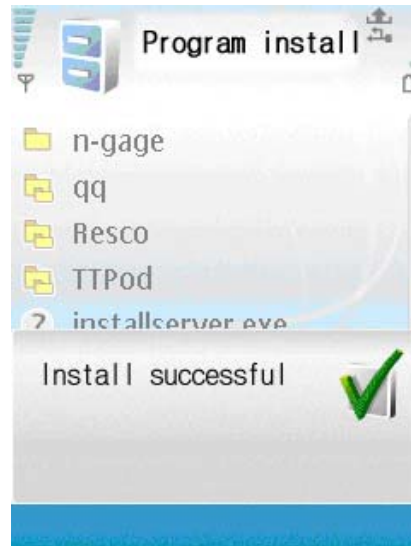 Program install
n-gage
qq
Resco
TTPod
installserver.exe
Install successful